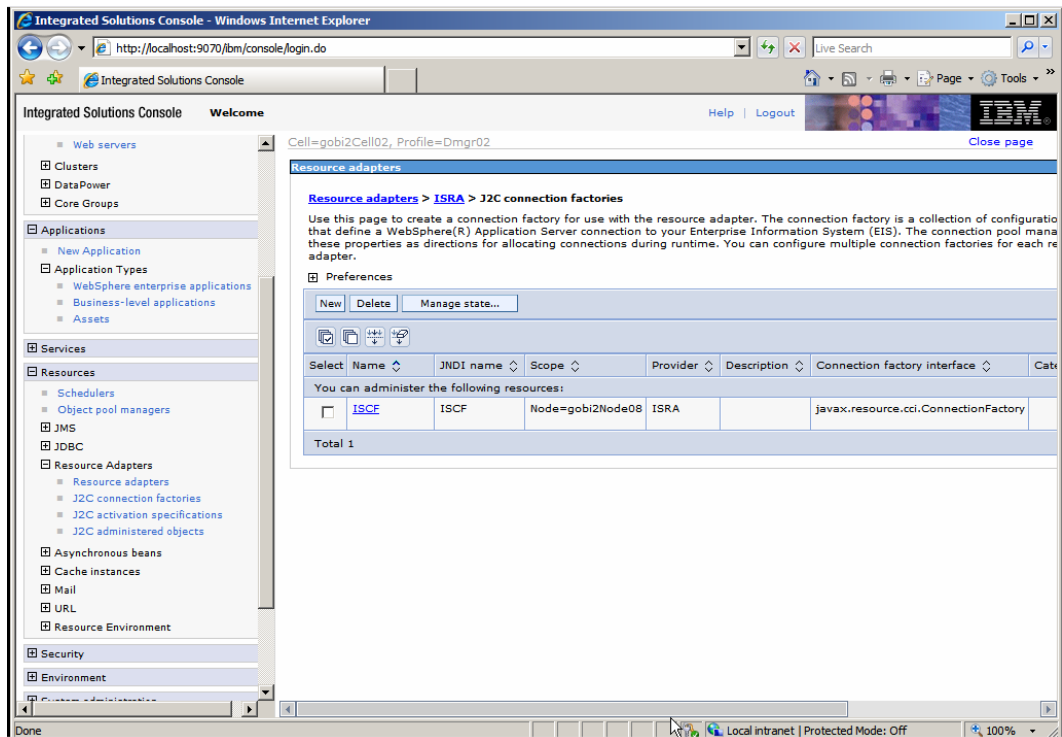 Integrated Solutions Console - Windows Internet Explorer
http://localhost:9070/ibm/console/login.do
Live Search
Integrated Solutions Console
Page
Tools
Integrated Solutions Console Welcome
Help | Logout
IBM
Web servers
Clusters
DataPower
Core Groups
Applications
New Application
Application Types
WebSphere enterprise applications
Business-level applications
Assets
Services
Resources
Schedulers
Object pool managers
JMS
JDBC
Resource Adapters
Resource adapters
J2C connection factories
J2C activation specifications
J2C administered objects
Asynchronous beans
Cache instances
Mail
URL
Resource Environment
Security
Environment
System administration
Cell=gobi2Cell02, Profile=Dmgr02
Close page
Resource adapters
Resource adapters > ISRA > J2C connection factories
Use this page to create a connection factory for use with the resource adapter. The connection factory is a collection of configuratio
that define a WebSphere(R) Application Server connection to your Enterprise Information System (EIS). The connection pool mana
these properties as directions for allocating connections during runtime. You can configure multiple connection factories for each re
adapter.
Preferences
New Delete Manage state...
Select Name JNDI name Scope Provider Description Connection factory interface Cate
You can administer the following resources:
ISCF ISCF Node=gobi2Node08 ISRA javax.resource.cci.ConnectionFactory
Total 1
Done
Local intranet | Protected Mode: Off
100%